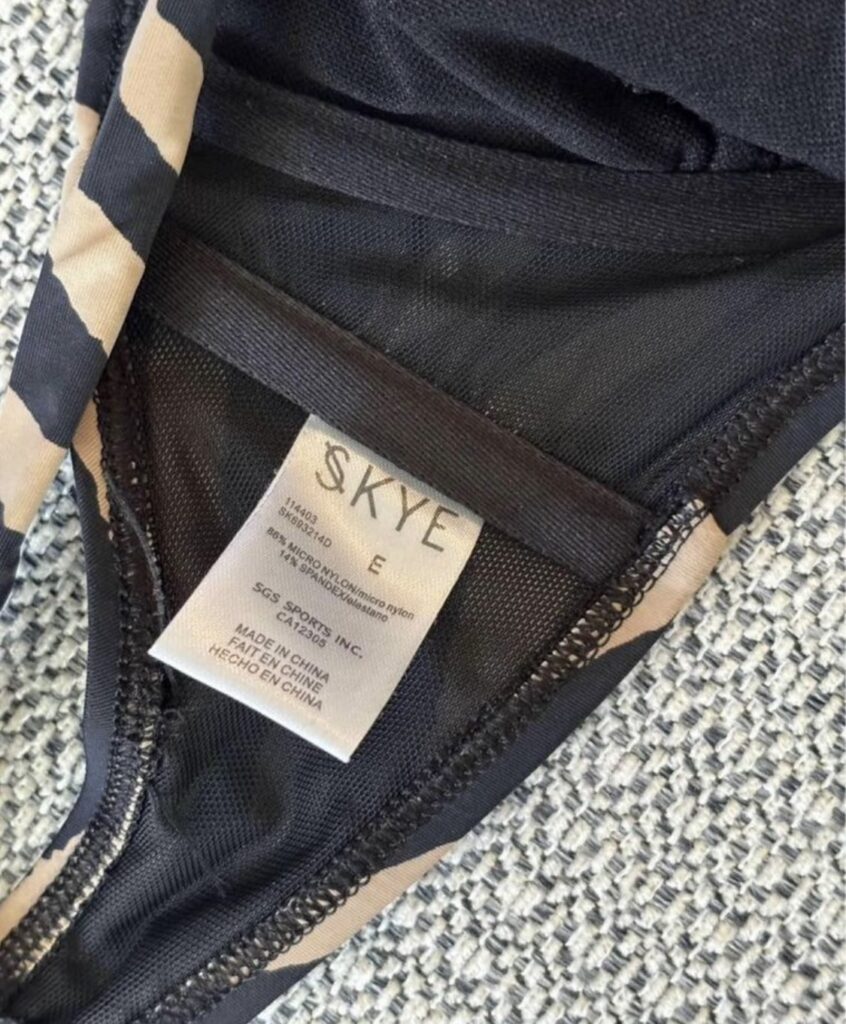 SKYE
114403
SK693214D
E
86% MICRO NYLON/micro nylon
14% SPANDEX/elastano
SGS SPORTS INC.
CA12305
MADE IN CHINA
FAIT EN CHINE
HECHO EN CHINA